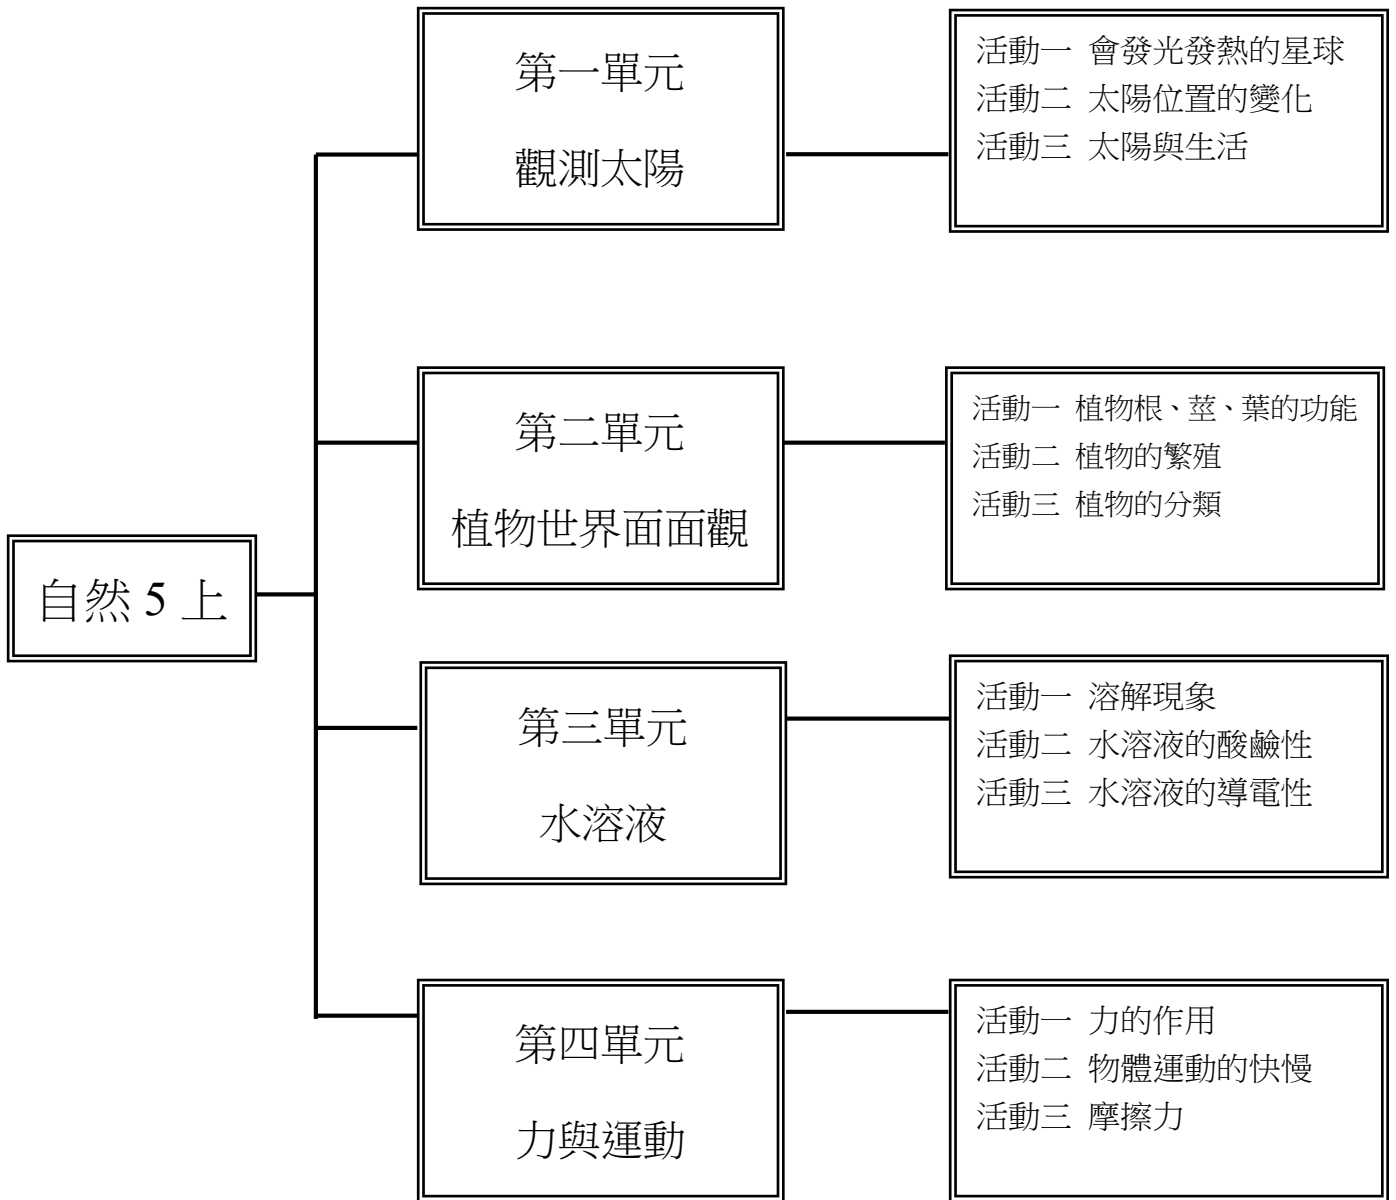 自然 5 上
第一單元
觀測太陽
活動一 會發光發熱的星球
活動二 太陽位置的變化
活動三 太陽與生活
第二單元
植物世界面面觀
活動一 植物根、莖、葉的功能
活動二 植物的繁殖
活動三 植物的分類
第三單元
水溶液
活動一 溶解現象
活動二 水溶液的酸鹼性
活動三 水溶液的導電性
第四單元
力與運動
活動一 力的作用
活動二 物體運動的快慢
活動三 摩擦力